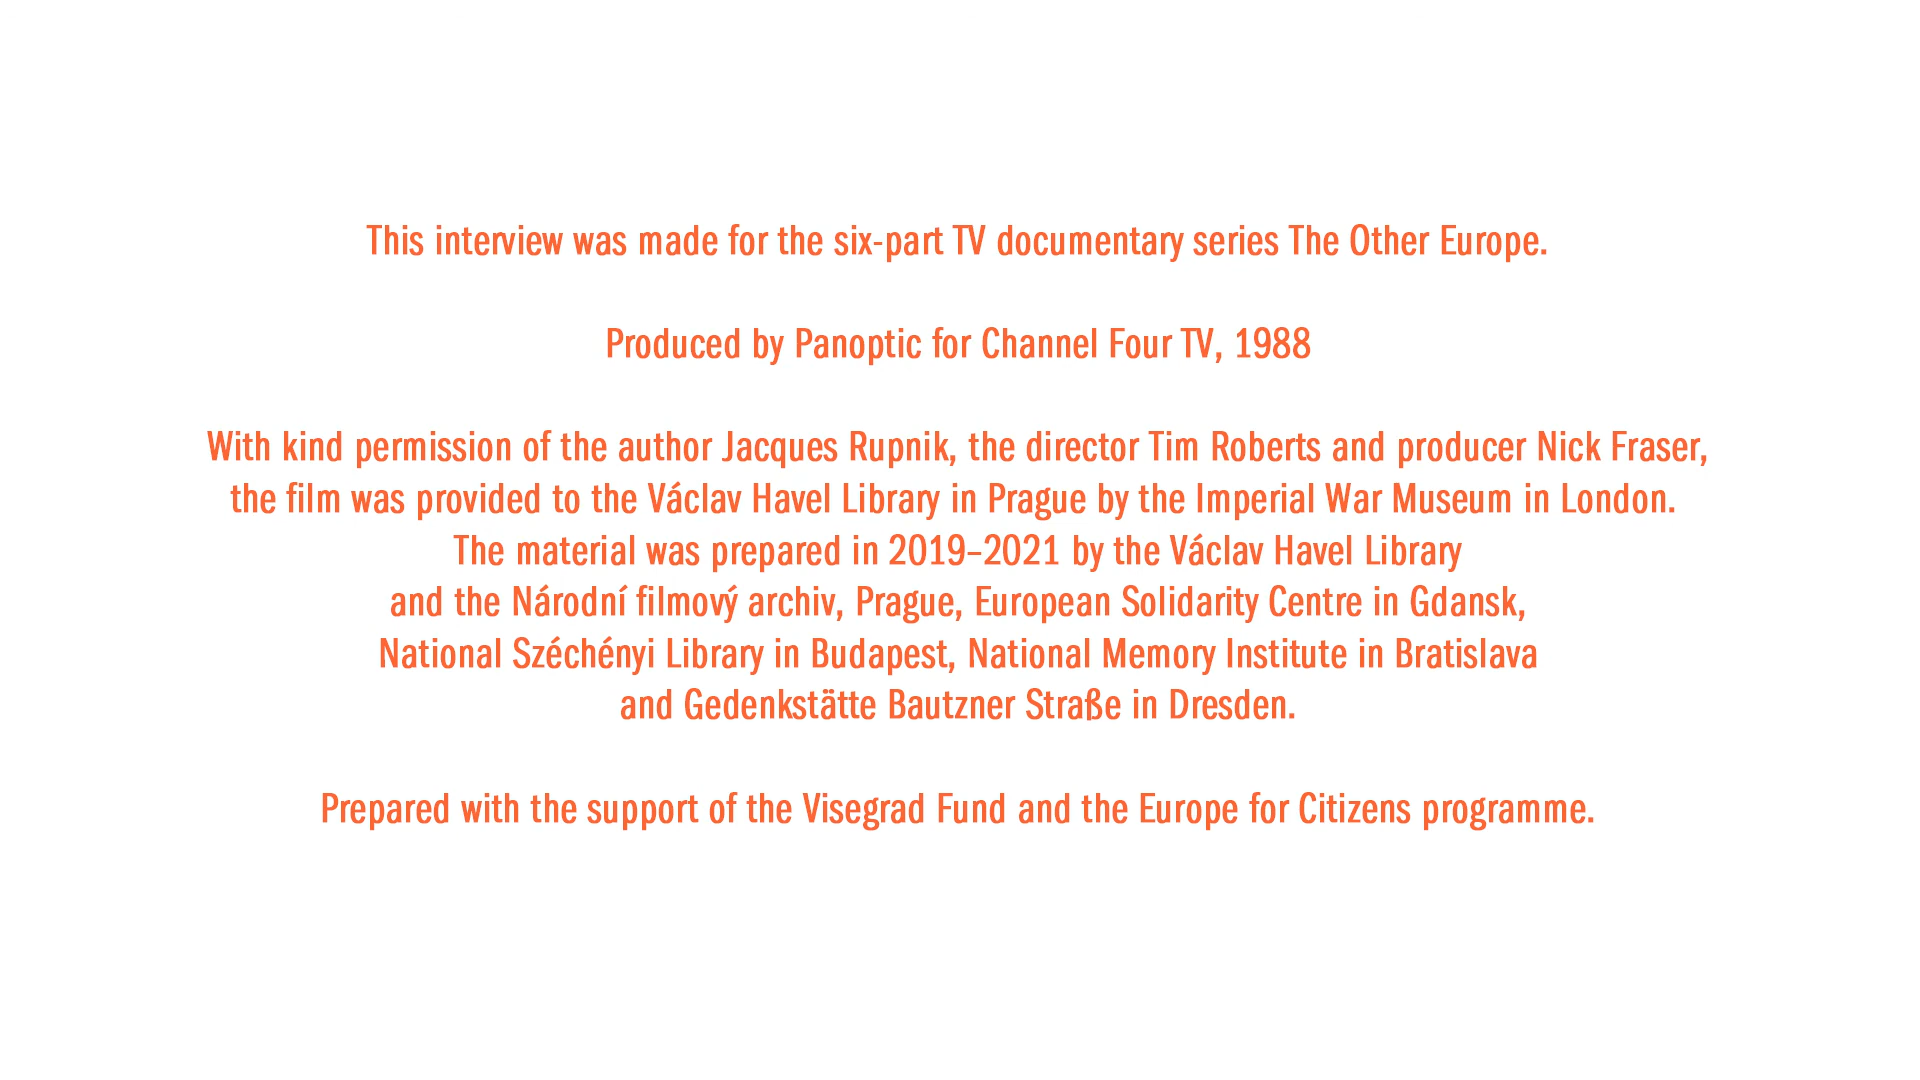 This interview was made for the six-part TV documentary series The Other Europe.
Produced by Panoptic for Channel Four TV, 1988
With kind permission of the author Jacques Rupnik, the director Tim Roberts and producer Nick Fraser,
the film was provided to the Václav Havel Library in Prague by the Imperial War Museum in London.
The material was prepared in 2019–2021 by the Václav Havel Library
and the Národní filmový archiv, Prague, European Solidarity Centre in Gdansk,
National Széchényi Library in Budapest, National Memory Institute in Bratislava
and Gedenkstätte Bautzner Straße in Dresden.
Prepared with the support of the Visegrad Fund and the Europe for Citizens programme.